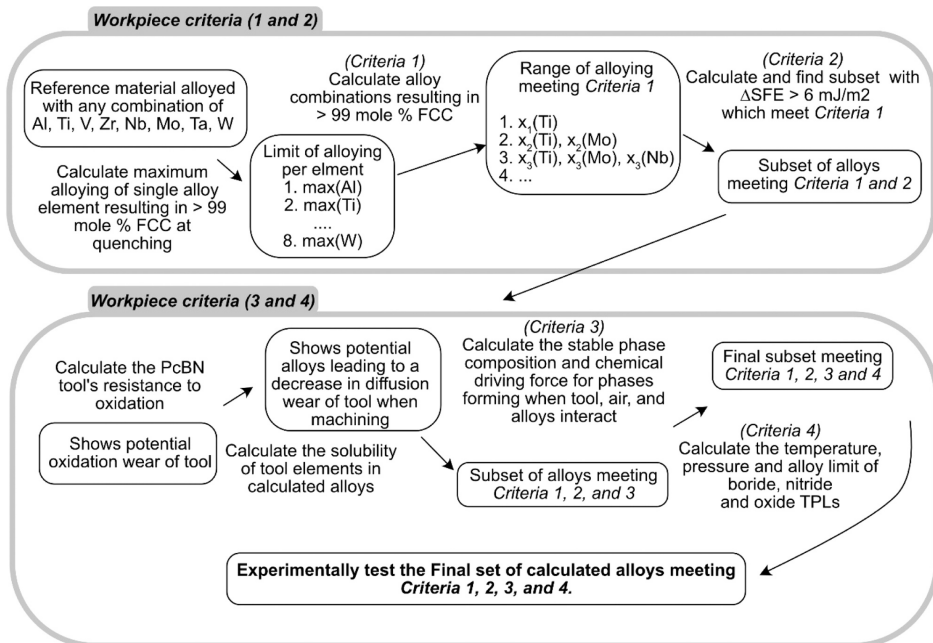 Workpiece criteria (1 and 2)
Reference material alloyed
with any combination of
Al, Ti, V, Zr, Nb, Mo, Ta, W
Calculate maximum
alloying of single alloy
element resulting in > 99
mole % FCC at
quenching
Limit of alloying
per elment
1. max(Al)
2. max(Ti)
....
8. max(W)
(Criteria 1)
Calculate alloy
combinations resulting in
> 99 mole % FCC
Range of alloying
meeting Criteria 1
1. x1(Ti)
2. x2(Ti), x2(Mo)
3. x3(Ti), x3(Mo), x3(Nb)
4. ...
(Criteria 2)
Calculate and find subset with
ΔSFE > 6 mJ/m2
which meet Criteria 1
Subset of alloys
meeting Criteria 1 and 2
Workpiece criteria (3 and 4)
Calculate the PcBN
tool's resistance to
oxidation
Shows potential
oxidation wear of tool
Shows potential
alloys leading to a
decrease in diffusion
wear of tool when
machining
Calculate the solubility
of tool elements in
calculated alloys
(Criteria 3)
Calculate the stable phase
composition and chemical
driving force for phases
forming when tool, air, and
alloys interact
Subset of alloys meeting
Criteria 1, 2, and 3
Final subset meeting
Criteria 1, 2, 3 and 4
(Criteria 4)
Calculate the temperature,
pressure and alloy limit of
boride, nitride
and oxide TPLs
Experimentally test the Final set of calculated alloys meeting
Criteria 1, 2, 3, and 4.